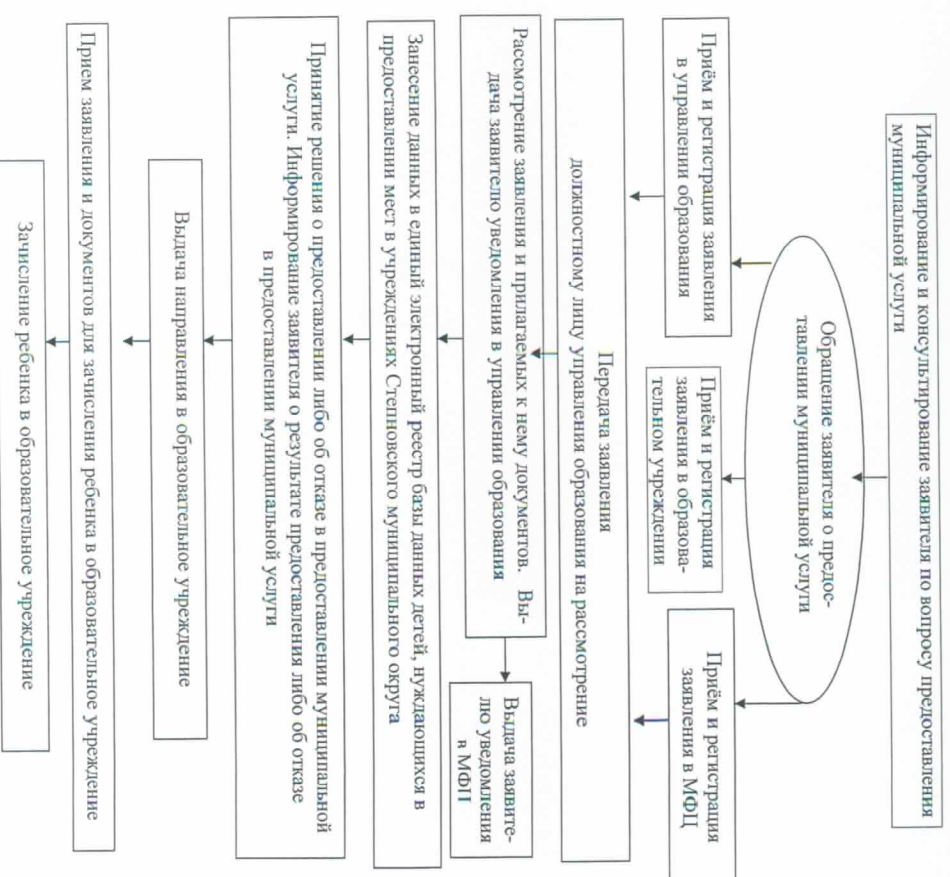 Информирование и консультирование заявителя по вопросу предоставления
муниципальной услуги
Обращение заявителя о предос-
тавлении муниципальной услуги
Приём и регистрация заявления
в управлении образования
Приём и регистрация
заявления в образова-
тельном учреждении
Приём и регистрация
заявления в МФЦ
Передача заявления
должностному лицу управления образования на рассмотрение
Рассмотрение заявления и прилагаемых к нему документов. Вы-
дача заявителю уведомления в управлении образования
Выдача заявите-
лю уведомления
в МФЦ
Занесение данных в единый электронный реестр базы данных детей, нуждающихся в
предоставлении мест в учреждениях Степновского муниципального округа
Принятие решения о предоставлении либо об отказе в предоставлении муниципальной
услуги. Информирование заявителя о результате предоставления либо об отказе
в предоставлении муниципальной услуги
Выдача направления в образовательное учреждение
Прием заявления и документов для зачисления ребенка в образовательное учреждение
Зачисление ребенка в образовательное учреждение